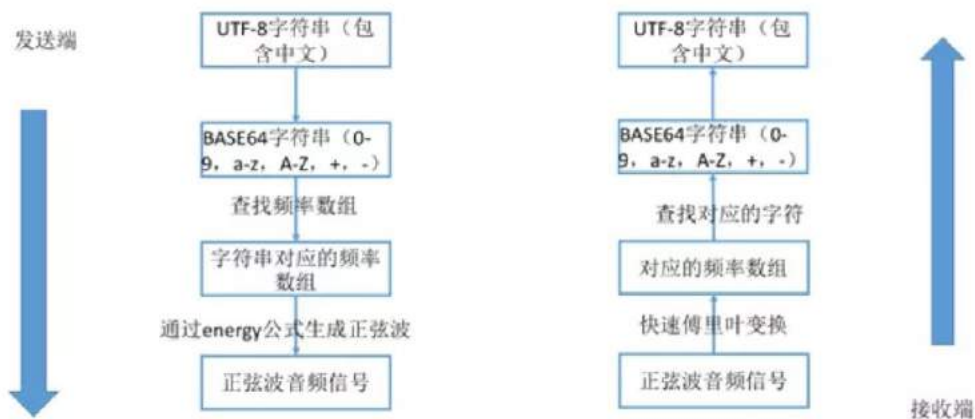 发送端
UTF-8字符串（包
含中文）
BASE64字符串（0-
9，a-z，A-Z，+，-）
查找频率数组
字符串对应的频率
数组
通过energy公式生成正弦波
正弦波音频信号
UTF-8字符串（包
含中文）
BASE64字符串（0-
9，a-z，A-Z，+，-）
查找对应的字符
对应的频率数组
快速傅里叶变换
正弦波音频信号
接收端